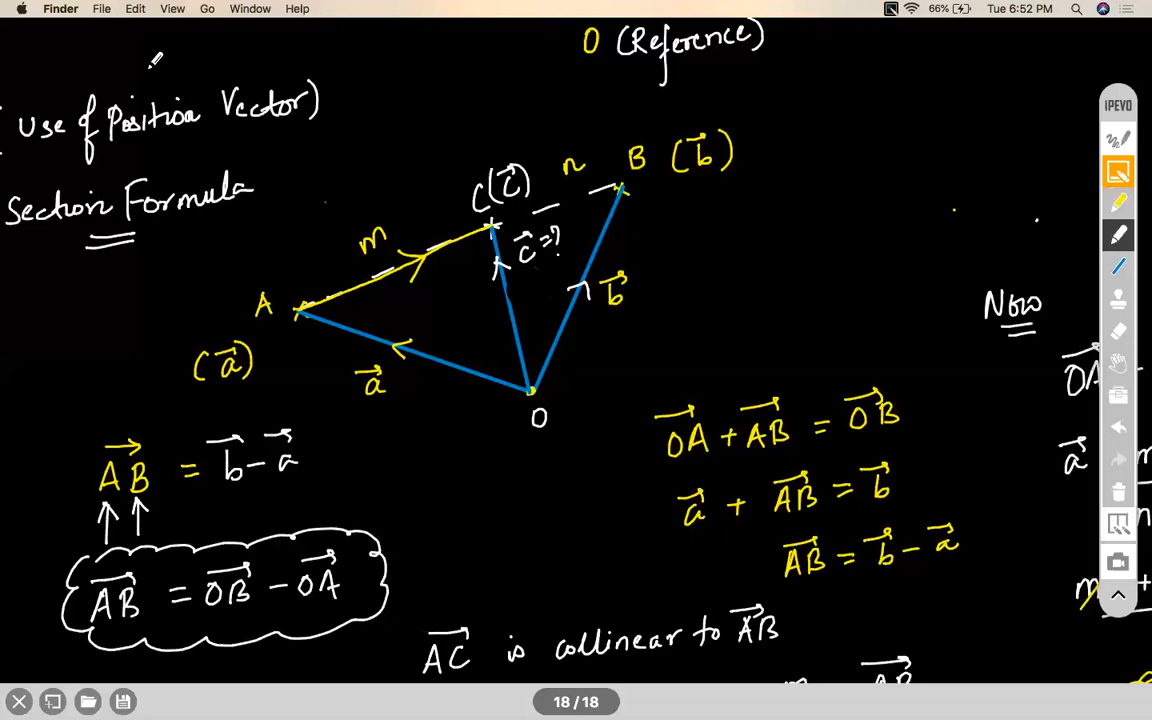 Finder File Edit View Go Window Help
66% Tue 6:52 PM
O (Reference)
Use of Position Vector)
Section Formula
C(c⃗)
n B (b⃗)
m
c⃗ = ?
A
b⃗
(a⃗)
a⃗
O
IPEVO
Now
OA⃗
a⃗
AB⃗ = b⃗ - a⃗
OA⃗ + AB⃗ = OB⃗
a⃗ + AB⃗ = b⃗
AB⃗ = b⃗ - a⃗
AB⃗ = OB⃗ - OA⃗
AC⃗ is collinear to AB⃗
18 / 18